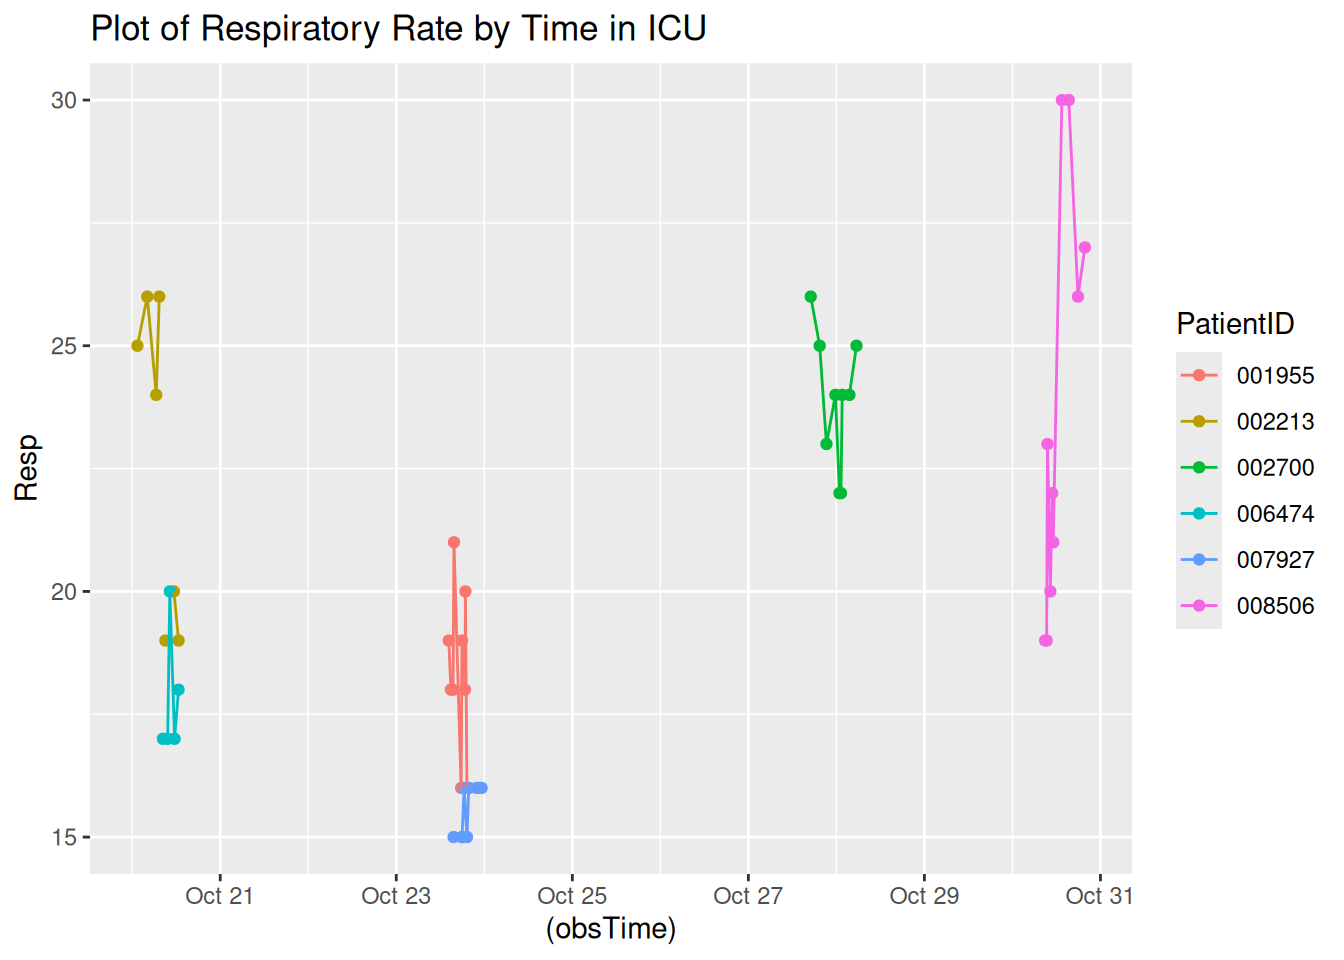 Plot of Respiratory Rate by Time in ICU
30
25
20
15
Resp
Oct 21 Oct 23 Oct 25 Oct 27 Oct 29 Oct 31
(obsTime)
PatientID
001955
002213
002700
006474
007927
008506